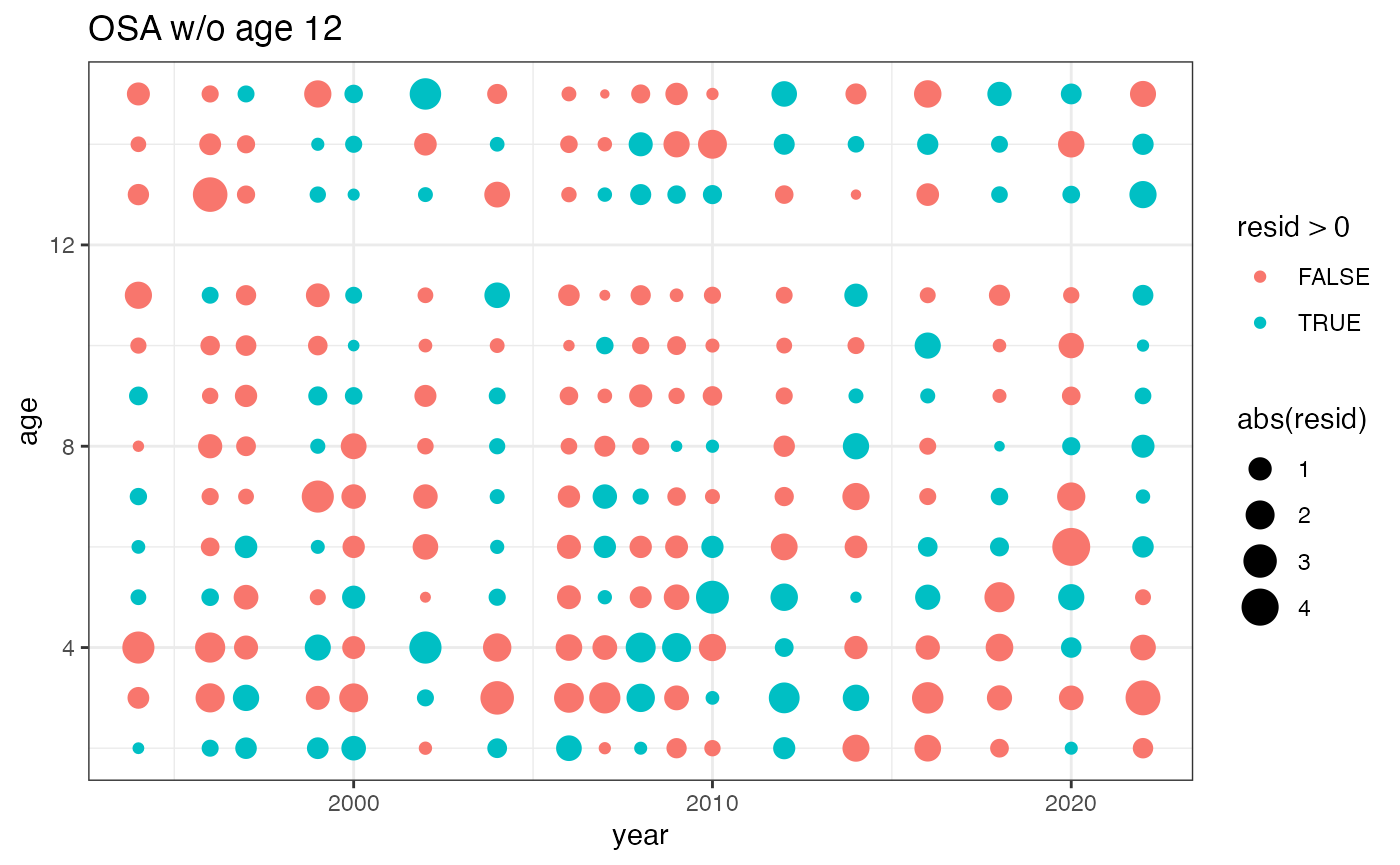 OSA w/o age 12
12
8
4
age
2000 2010 2020
year
resid > 0
FALSE
TRUE
abs(resid)
1
2
3
4